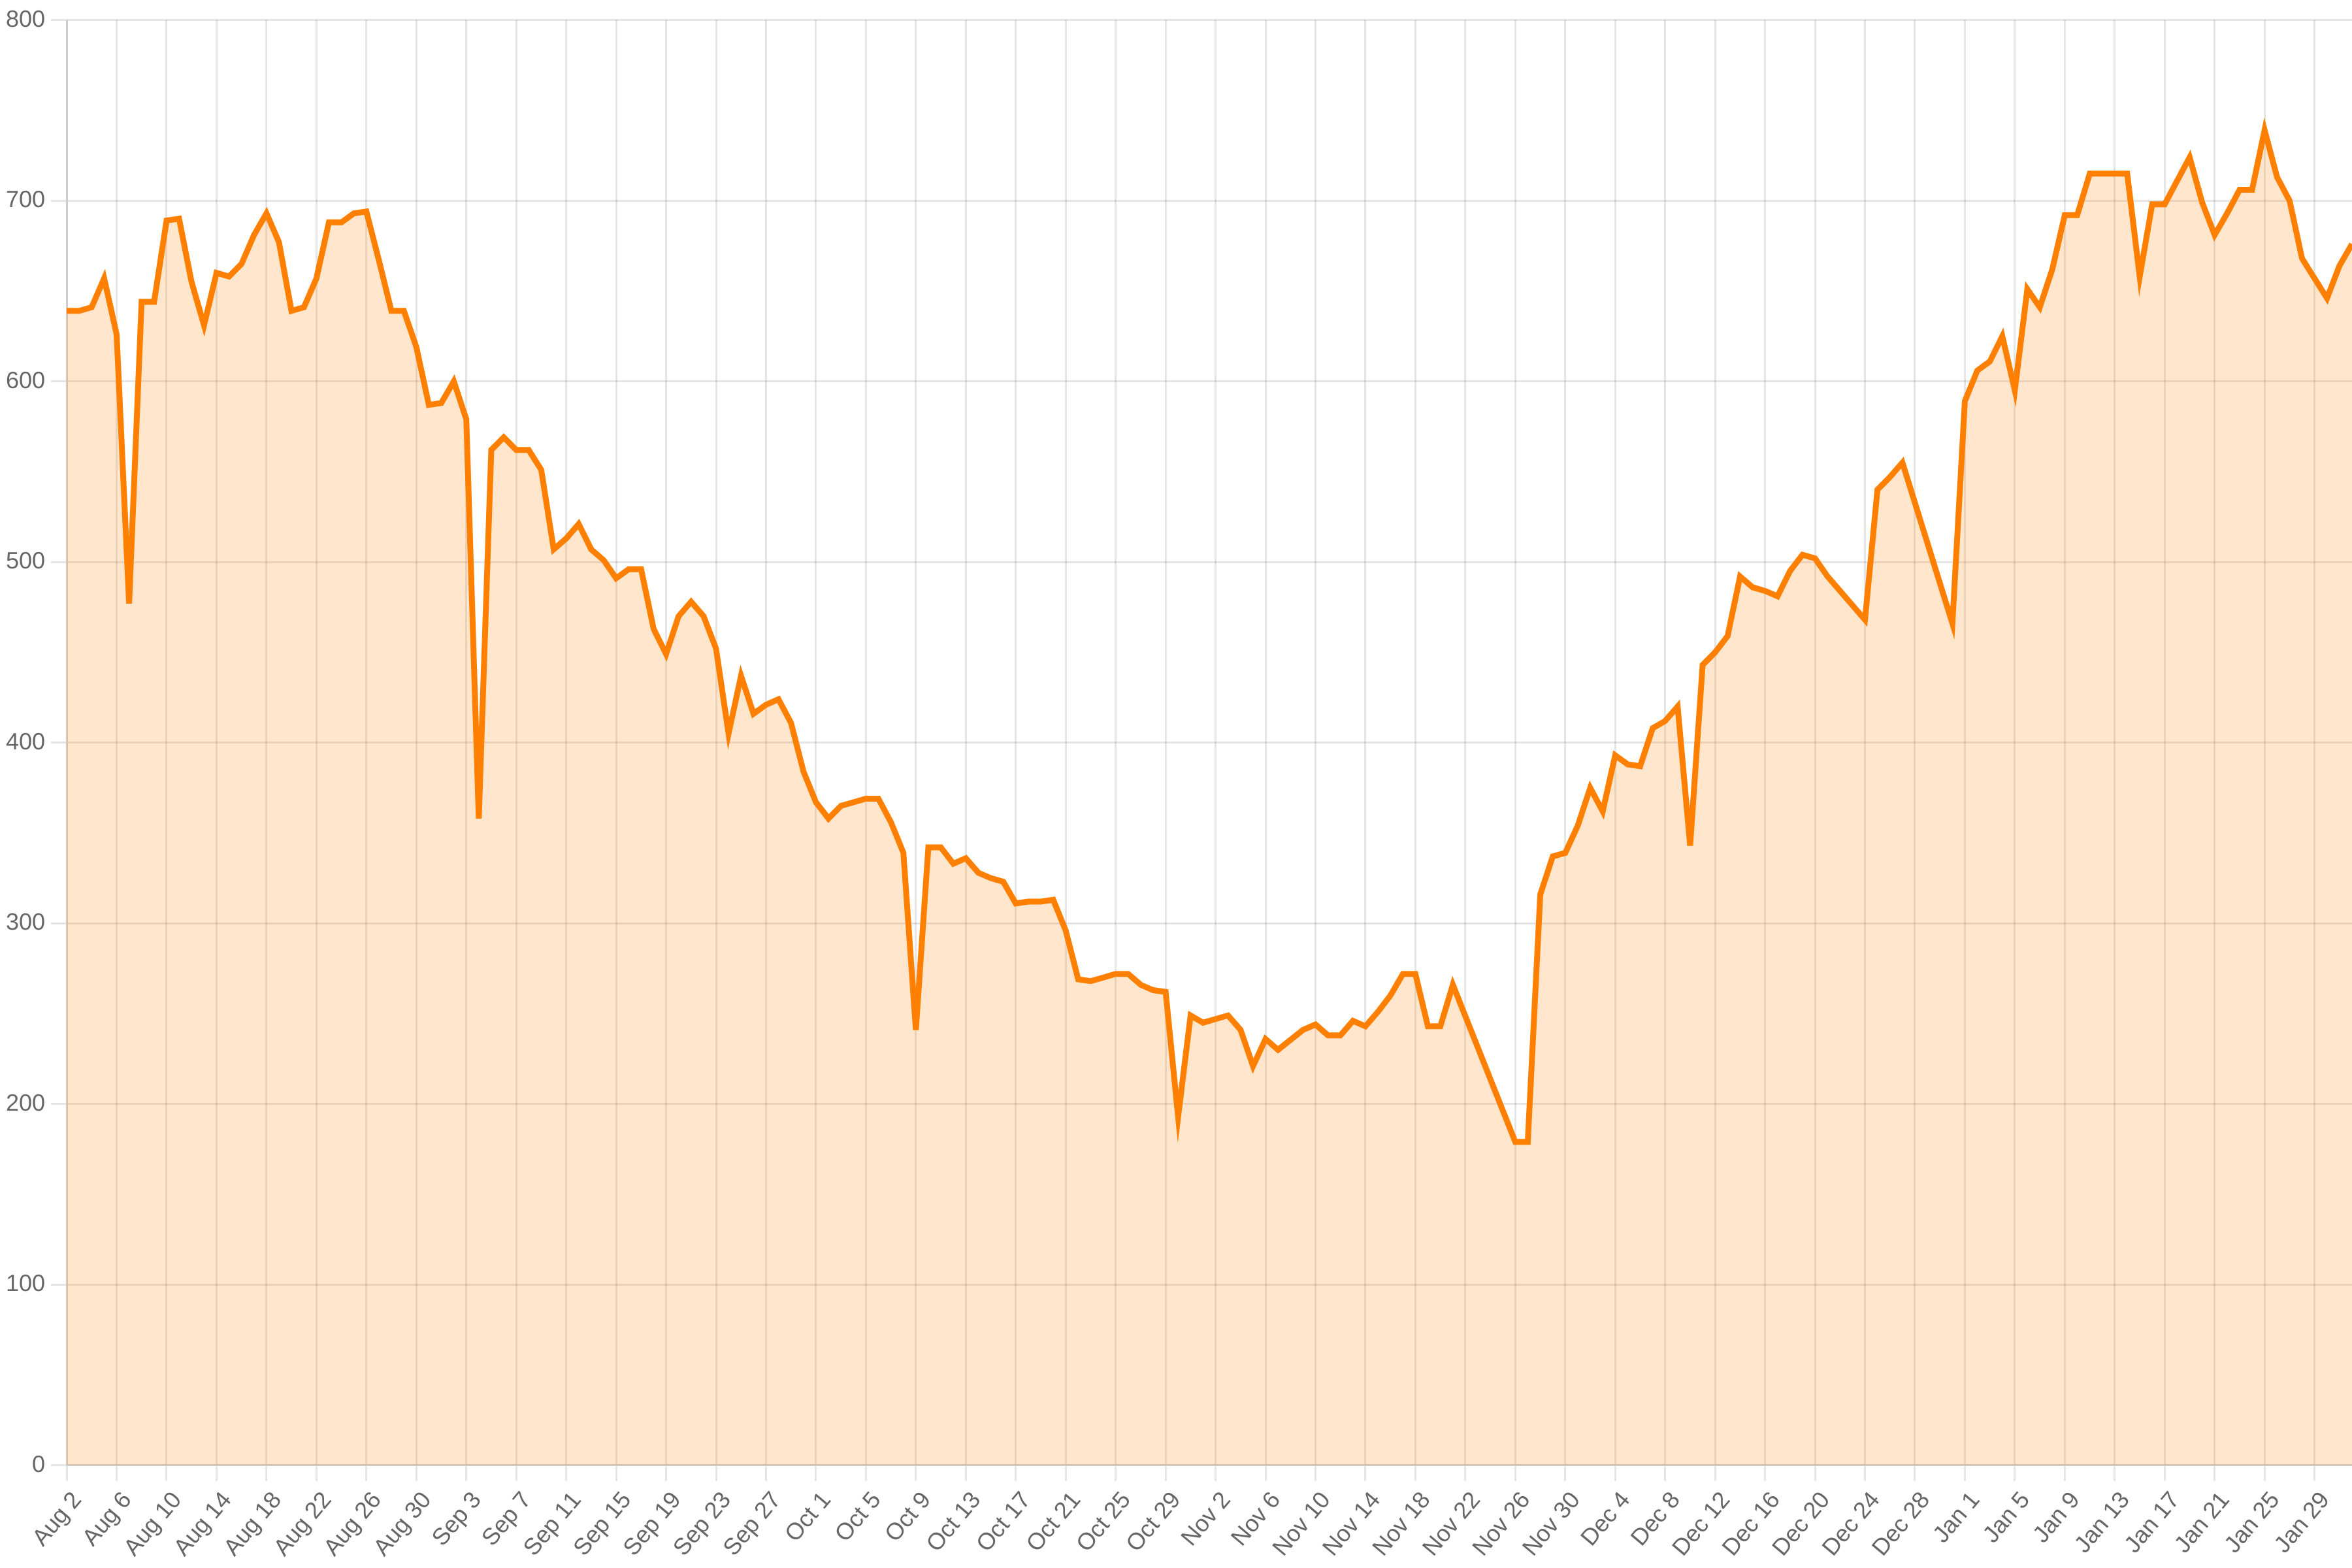 800
700
600
500
400
300
200
100
0
Aug 2
Aug 6
Aug 10
Aug 14
Aug 18
Aug 22
Aug 26
Aug 30
Sep 3
Sep 7
Sep 11
Sep 15
Sep 19
Sep 23
Sep 27
Oct 1
Oct 5
Oct 9
Oct 13
Oct 17
Oct 21
Oct 25
Oct 29
Nov 2
Nov 6
Nov 10
Nov 14
Nov 18
Nov 22
Nov 26
Nov 30
Dec 4
Dec 8
Dec 12
Dec 16
Dec 20
Dec 24
Dec 28
Jan 1
Jan 5
Jan 9
Jan 13
Jan 17
Jan 21
Jan 25
Jan 29